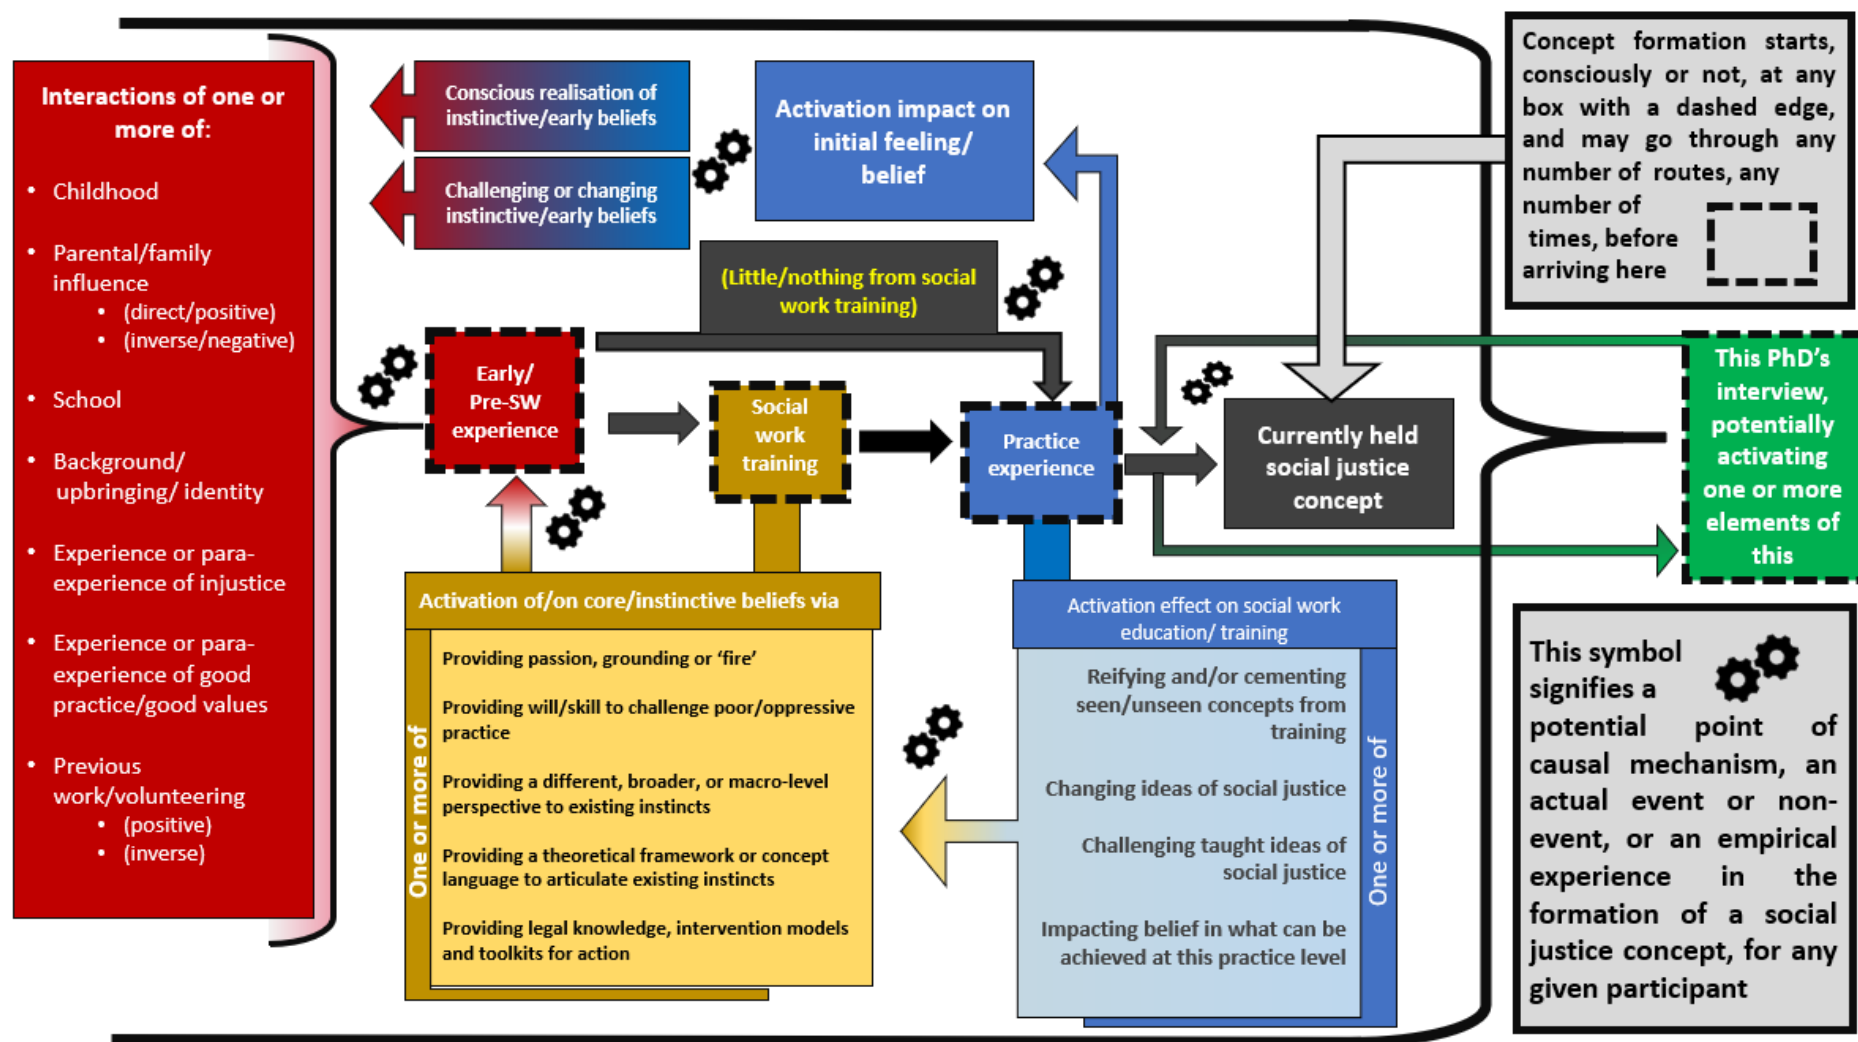 Interactions of one or
more of:
• Childhood
• Parental/family
influence
• (direct/positive)
• (inverse/negative)
• School
• Background/
upbringing/ identity
• Experience or para-
experience of injustice
• Experience or para-
experience of good
practice/good values
• Previous
work/volunteering
• (positive)
• (inverse)
Conscious realisation of
instinctive/early beliefs
Challenging or changing
instinctive/early beliefs
Activation impact on
initial feeling/
belief
(Little/nothing from social
work training)
Early/
Pre-SW
experience
Social
work
training
Practice
experience
Currently held
social justice
concept
Concept formation starts,
consciously or not, at any
box with a dashed edge,
and may go through any
number of routes, any
number of
times, before
arriving here
This PhD’s
interview,
potentially
activating
one or more
elements of
this
Activation of/on core/instinctive beliefs via
One or more of
Providing passion, grounding or ‘fire’
Providing will/skill to challenge poor/oppressive
practice
Providing a different, broader, or macro-level
perspective to existing instincts
Providing a theoretical framework or concept
language to articulate existing instincts
Providing legal knowledge, intervention models
and toolkits for action
Activation effect on social work
education/ training
Reifying and/or cementing
seen/unseen concepts from
training
Changing ideas of social justice
Challenging taught ideas of
social justice
Impacting belief in what can be
achieved at this practice level
One or more of
This symbol
signifies a
potential point of
causal mechanism, an
actual event or non-
event, or an empirical
experience in the
formation of a social
justice concept, for any
given participant